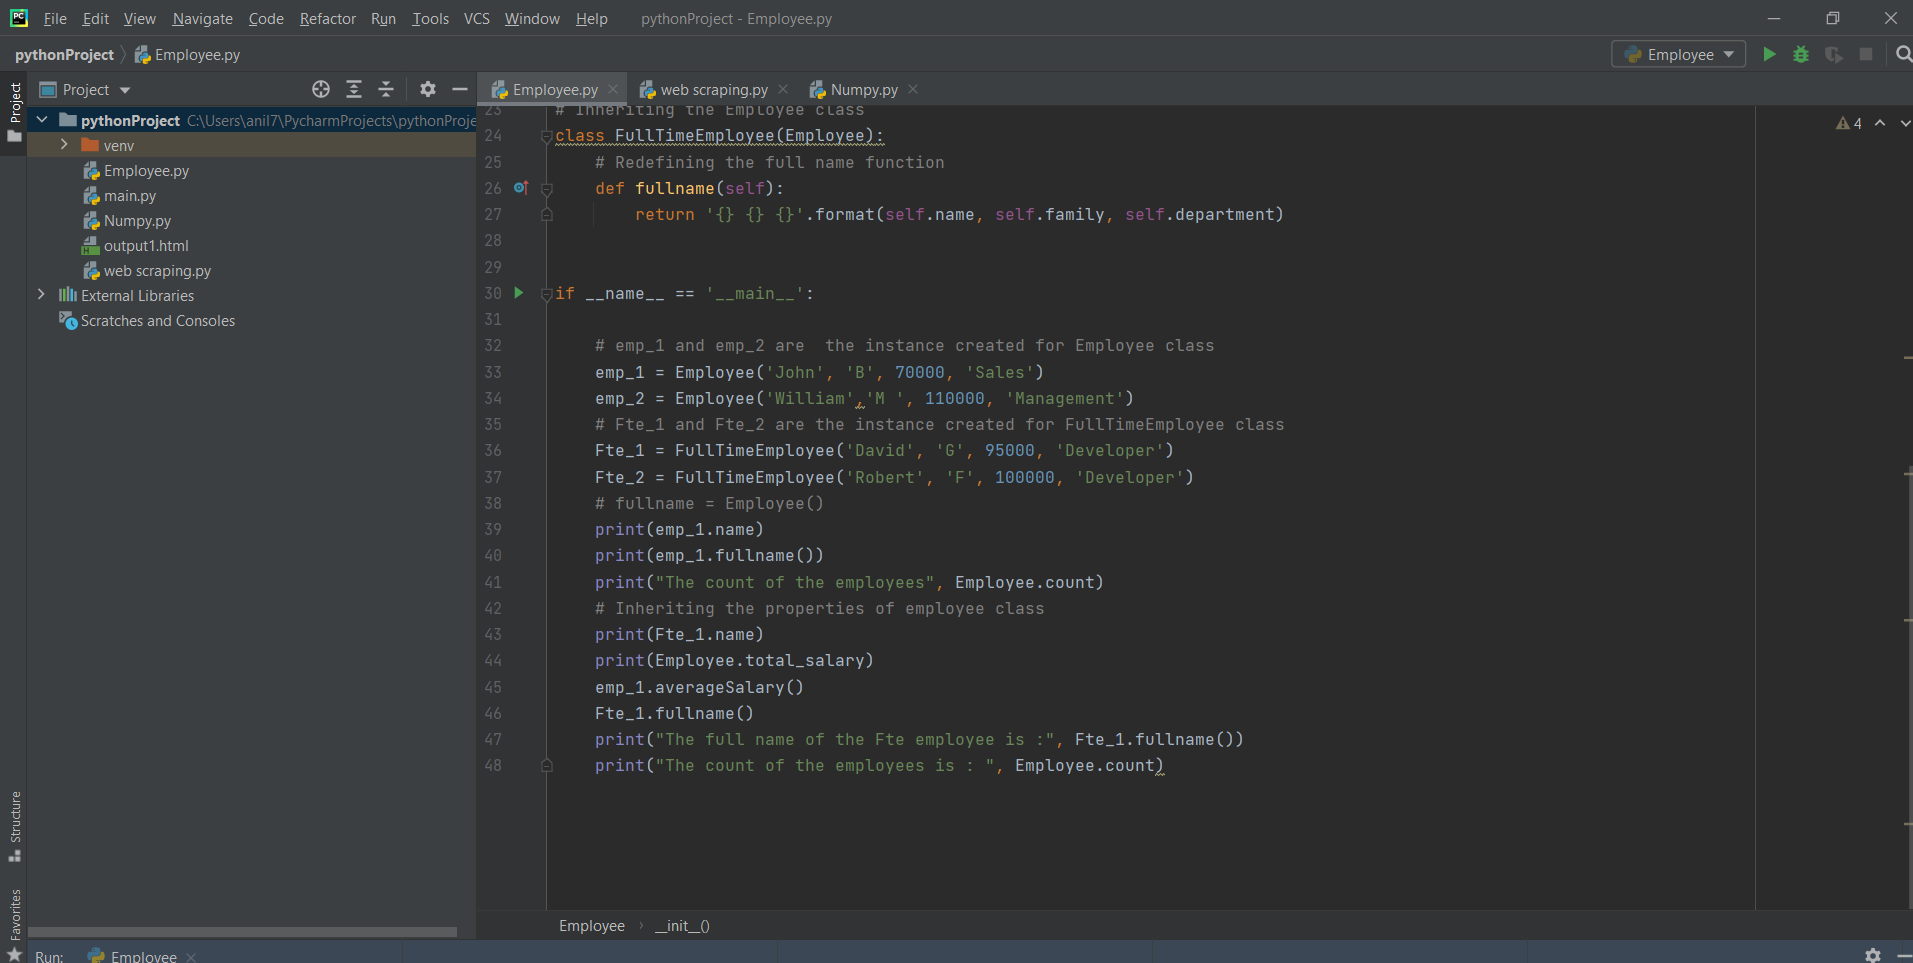 File Edit View Navigate Code Refactor Run Tools VCS Window Help pythonProject - Employee.py
pythonProject Employee.py Employee
Project
Project
Employee.py web scraping.py Numpy.py
pythonProject C:\Users\anil7\PycharmProjects\pythonProje
venv
Employee.py
main.py
Numpy.py
output1.html
web scraping.py
External Libraries
Scratches and Consoles
4
23 # Inheriting the Employee class
24 class FullTimeEmployee(Employee):
25 # Redefining the full name function
26 def fullname(self):
27 return '{} {} {}'.format(self.name, self.family, self.department)
28
29
30 if __name__ == '__main__':
31
32 # emp_1 and emp_2 are  the instance created for Employee class
33 emp_1 = Employee('John', 'B', 70000, 'Sales')
34 emp_2 = Employee('William','M ', 110000, 'Management')
35 # Fte_1 and Fte_2 are the instance created for FullTimeEmployee class
36 Fte_1 = FullTimeEmployee('David', 'G', 95000, 'Developer')
37 Fte_2 = FullTimeEmployee('Robert', 'F', 100000, 'Developer')
38 # fullname = Employee()
39 print(emp_1.name)
40 print(emp_1.fullname())
41 print("The count of the employees", Employee.count)
42 # Inheriting the properties of employee class
43 print(Fte_1.name)
44 print(Employee.total_salary)
45 emp_1.averageSalary()
46 Fte_1.fullname()
47 print("The full name of the Fte employee is :", Fte_1.fullname())
48 print("The count of the employees is : ", Employee.count)
Structure
Favorites
Employee __init__()
Run: Employee